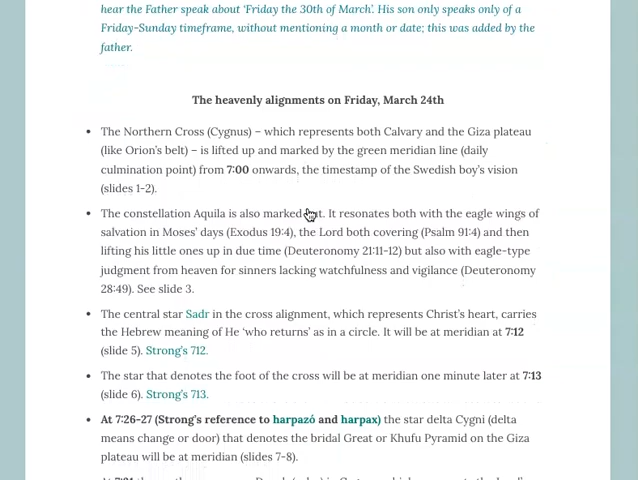 hear the Father speak about 'Friday the 30th of March'. His son only speaks only of a
Friday-Sunday timeframe, without mentioning a month or date; this was added by the
father.
The heavenly alignments on Friday, March 24th
• The Northern Cross (Cygnus) – which represents both Calvary and the Giza plateau
(like Orion's belt) – is lifted up and marked by the green meridian line (daily
culmination point) from 7:00 onwards, the timestamp of the Swedish boy's vision
(slides 1-2).
• The constellation Aquila is also marked It resonates both with the eagle wings of
salvation in Moses' days (Exodus 19:4), the Lord both covering (Psalm 91:4) and then
lifting his little ones up in due time (Deuteronomy 21:11-12) but also with eagle-type
judgment from heaven for sinners lacking watchfulness and vigilance (Deuteronomy
28:49). See slide 3.
• The central star Sadr in the cross alignment, which represents Christ's heart, carries
the Hebrew meaning of He 'who returns' as in a circle. It will be at meridian at 7:12
(slide 5). Strong's 712.
• The star that denotes the foot of the cross will be at meridian one minute later at 7:13
(slide 6). Strong's 713.
• At 7:26-27 (Strong's reference to harpazó and harpax) the star delta Cygni (delta
means change or door) that denotes the bridal Great or Khufu Pyramid on the Giza
plateau will be at meridian (slides 7-8).